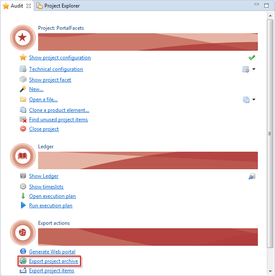 Audit Project Explorer
Project: PortalFacets
Show project configuration
Technical configuration
Show project facet
New...
Open a file...
Clone a product element...
Find unused project items
Close project
Ledger
Show Ledger
Show timeslots
Open execution plan
Run execution plan
Export actions
Generate Web portal
Export project archive
Export project items